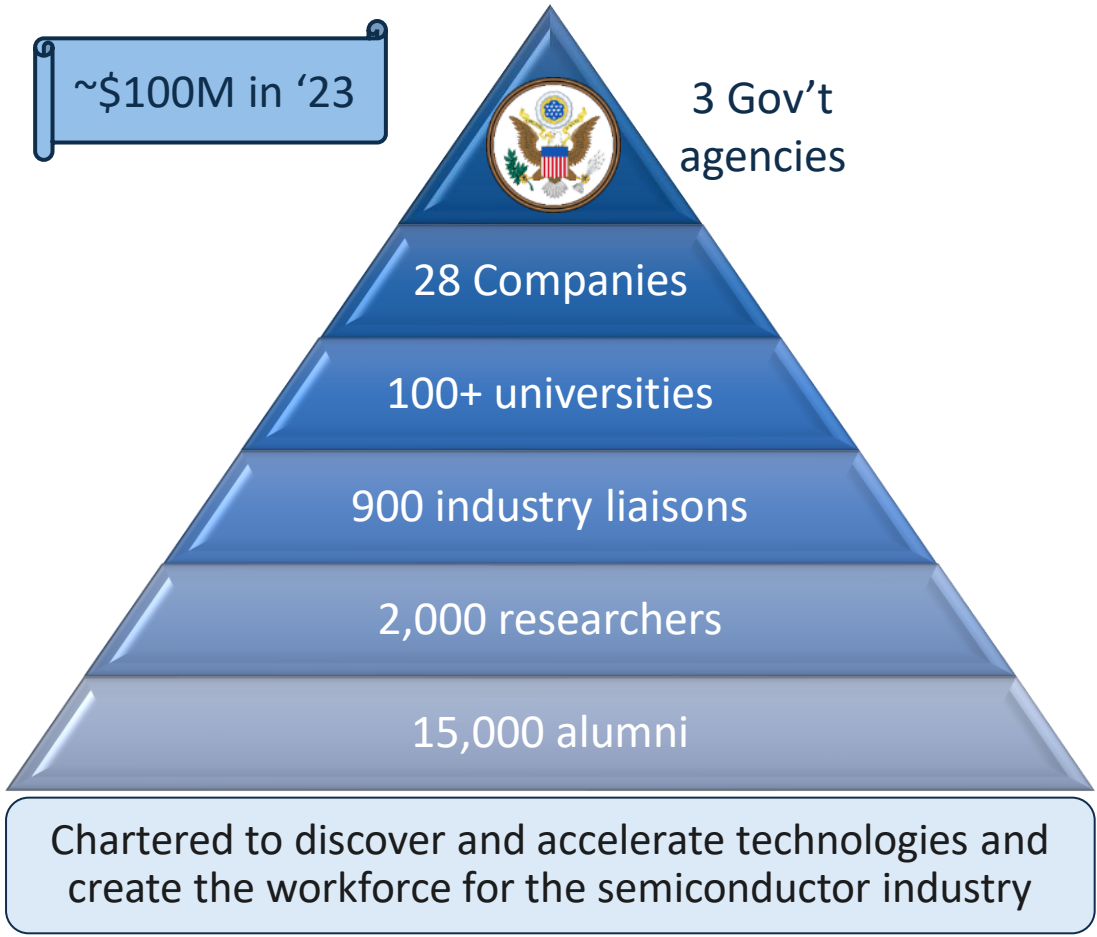 ~$100M in ‘23
3 Gov’t
agencies
28 Companies
100+ universities
900 industry liaisons
2,000 researchers
15,000 alumni
Chartered to discover and accelerate technologies and
create the workforce for the semiconductor industry